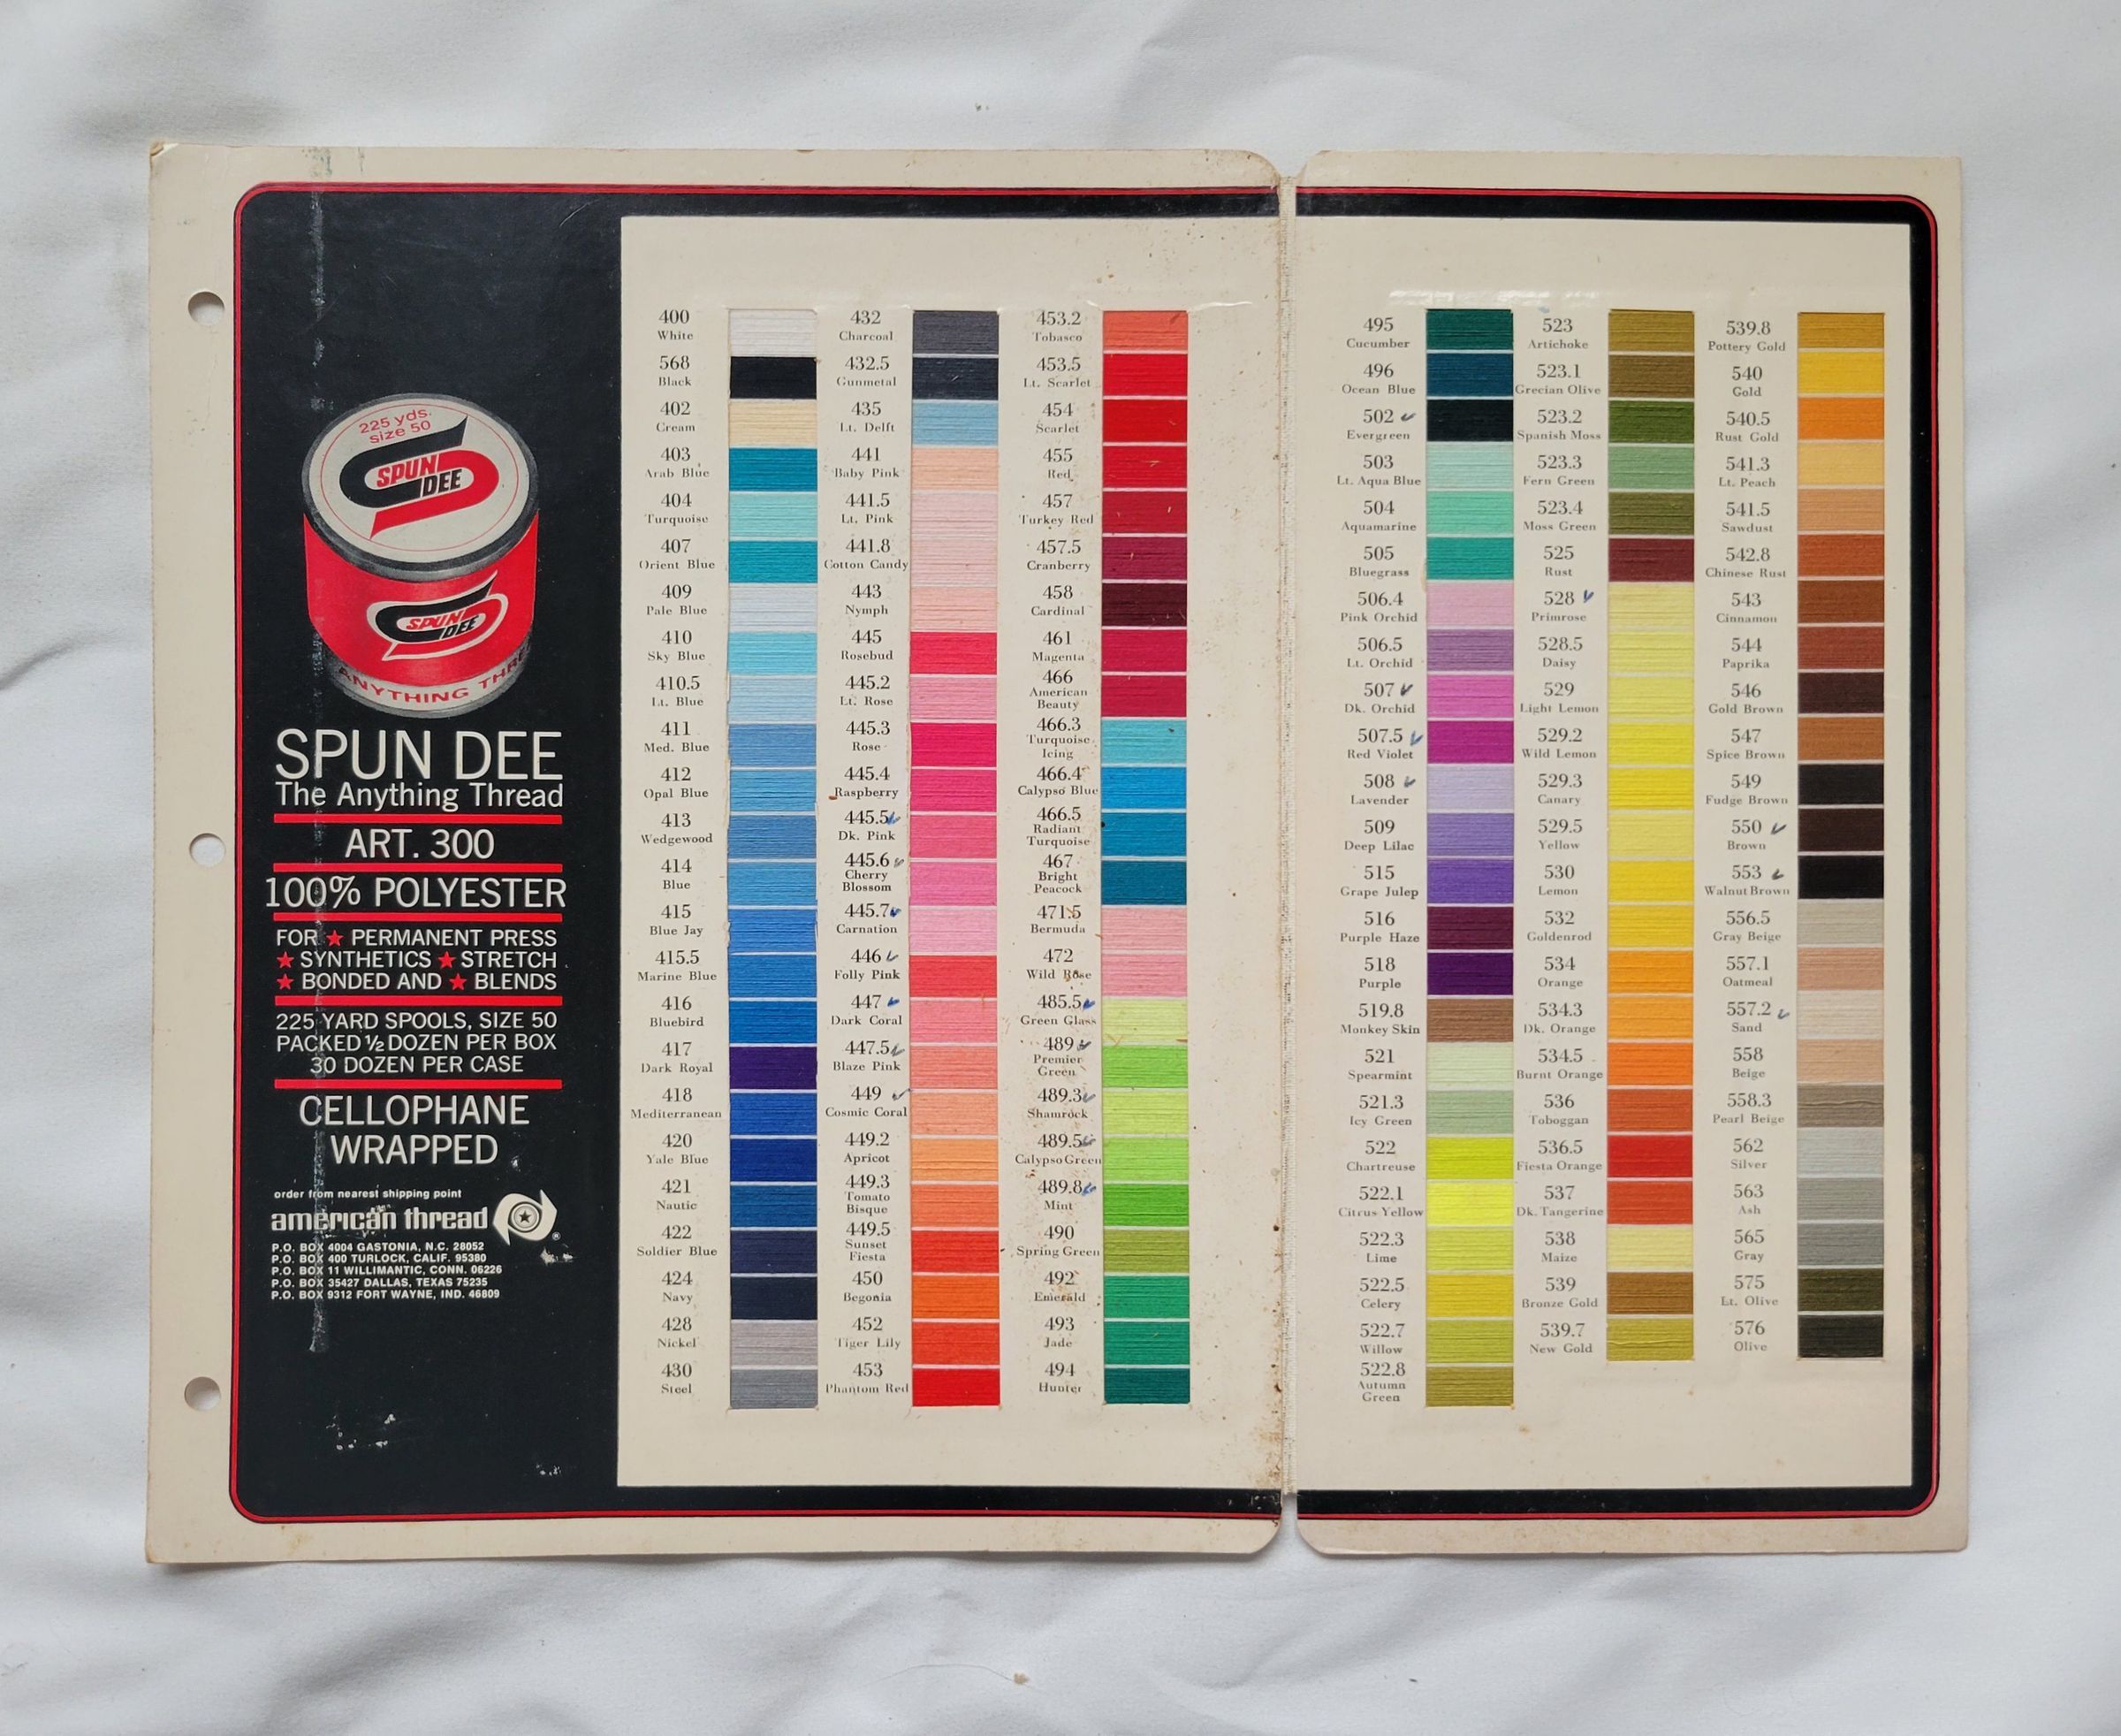 225 yds.
size 50
SPUN
DEE
SPUN
DEE
ANYTHING THRE
SPUN DEE
The Anything Thread
ART. 300
100% POLYESTER
FOR ★ PERMANENT PRESS
★ SYNTHETICS ★ STRETCH
★ BONDED AND ★ BLENDS
225 YARD SPOOLS, SIZE 50
PACKED ½ DOZEN PER BOX
30 DOZEN PER CASE
CELLOPHANE
WRAPPED
order from nearest shipping point
american thread ®
P.O. BOX 4004 GASTONIA, N.C. 28052
P.O. BOX 400 TURLOCK, CALIF. 95380
P.O. BOX 11 WILLIMANTIC, CONN. 06226
P.O. BOX 35427 DALLAS, TEXAS 75235
P.O. BOX 9312 FORT WAYNE, IND. 46809
400
White
568
Black
402
Cream
403
Arab Blue
404
Turquoise
407
Orient Blue
409
Pale Blue
410
Sky Blue
410.5
Lt. Blue
411
Med. Blue
412
Opal Blue
413
Wedgewood
414
Blue
415
Blue Jay
415.5
Marine Blue
416
Bluebird
417
Dark Royal
418
Mediterranean
420
Yale Blue
421
Nautic
422
Soldier Blue
424
Navy
428
Nickel
430
Steel
432
Charcoal
432.5
Gunmetal
435
Lt. Delft
441
Baby Pink
441.5
Lt. Pink
441.8
Cotton Candy
443
Nymph
445
Rosebud
445.2
Lt. Rose
445.3
Rose
445.4
Raspberry
445.5
Dk. Pink
445.6
Cherry
Blossom
445.7
Carnation
446
Folly Pink
447
Dark Coral
447.5
Blaze Pink
449
Cosmic Coral
449.2
Apricot
449.3
Tomato
Bisque
449.5
Sunset
Fiesta
450
Begonia
452
Tiger Lily
453
Phantom Red
453.2
Tobasco
453.5
Lt. Scarlet
454
Scarlet
455
Red
457
Turkey Red
457.5
Cranberry
458
Cardinal
461
Magenta
466
American
Beauty
466.3
Turquoise
Icing
466.4
Calypso Blue
466.5
Radiant
Turquoise
467
Bright
Peacock
471.5
Bermuda
472
Wild Rose
485.5
Green Glass
489
Premier
Green
489.3
Shamrock
489.5
Calypso Green
489.8
Mint
490
Spring Green
492
Emerald
493
Jade
494
Hunter
495
Cucumber
496
Ocean Blue
502
Evergreen
503
Lt. Aqua Blue
504
Aquamarine
505
Bluegrass
506.4
Pink Orchid
506.5
Lt. Orchid
507
Dk. Orchid
507.5
Red Violet
508
Lavender
509
Deep Lilac
515
Grape Julep
516
Purple Haze
518
Purple
519.8
Monkey Skin
521
Spearmint
521.3
Icy Green
522
Chartreuse
522.1
Citrus Yellow
522.3
Lime
522.5
Celery
522.7
Willow
522.8
Autumn
Green
523
Artichoke
523.1
Grecian Olive
523.2
Spanish Moss
523.3
Fern Green
523.4
Moss Green
525
Rust
528
Primrose
528.5
Daisy
529
Light Lemon
529.2
Wild Lemon
529.3
Canary
529.5
Yellow
530
Lemon
532
Goldenrod
534
Orange
534.3
Dk. Orange
534.5
Burnt Orange
536
Toboggan
536.5
Fiesta Orange
537
Dk. Tangerine
538
Maize
539
Bronze Gold
539.7
New Gold
539.8
Pottery Gold
540
Gold
540.5
Rust Gold
541.3
Lt. Peach
541.5
Sawdust
542.8
Chinese Rust
543
Cinnamon
544
Paprika
546
Gold Brown
547
Spice Brown
549
Fudge Brown
550
Brown
553
Walnut Brown
556.5
Gray Beige
557.1
Oatmeal
557.2
Sand
558
Beige
558.3
Pearl Beige
562
Silver
563
Ash
565
Gray
575
Lt. Olive
576
Olive